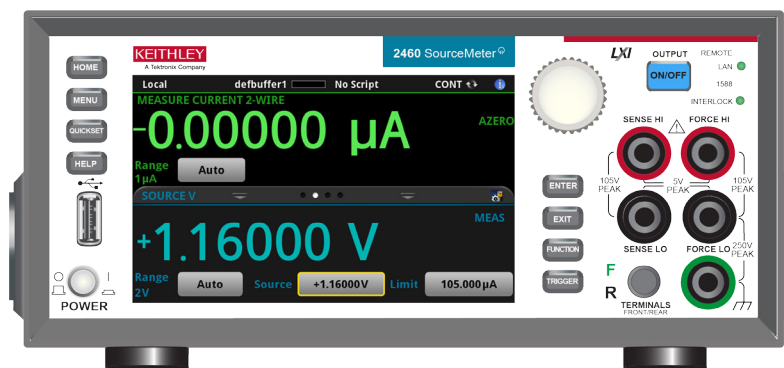 KEITHLEY
A Tektronix Company
2460 SourceMeter
LXI
OUTPUT
REMOTE
LAN
ON/OFF
1588
INTERLOCK
HOME
MENU
QUICKSET
HELP
POWER
Local defbuffer1 No Script CONT
MEASURE CURRENT 2-WIRE
-0.00000 µA
AZERO
Range Auto
1µA
SOURCE V
+1.16000 V
MEAS
Range Auto Source +1.16000V Limit 105.000µA
2V
ENTER
EXIT
FUNCTION
TRIGGER
SENSE HI FORCE HI
105V
PEAK
5V
PEAK
105V
PEAK
SENSE LO FORCE LO
250V
PEAK
F
R
TERMINALS
FRONT/REAR